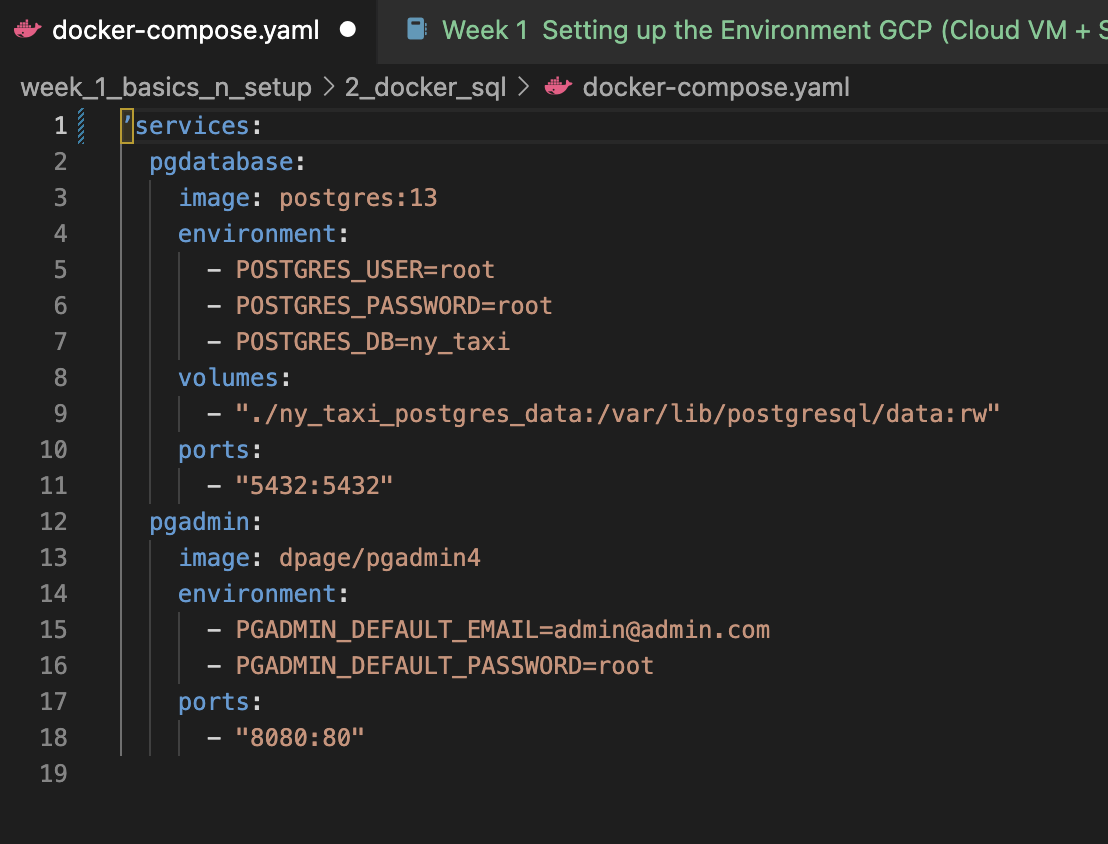 docker-compose.yaml
Week 1 Setting up the Environment GCP (Cloud VM + S
week_1_basics_n_setup > 2_docker_sql > docker-compose.yaml
1 ’services:
2   pgdatabase:
3     image: postgres:13
4     environment:
5       - POSTGRES_USER=root
6       - POSTGRES_PASSWORD=root
7       - POSTGRES_DB=ny_taxi
8     volumes:
9       - "./ny_taxi_postgres_data:/var/lib/postgresql/data:rw"
10     ports:
11       - "5432:5432"
12   pgadmin:
13     image: dpage/pgadmin4
14     environment:
15       - PGADMIN_DEFAULT_EMAIL=admin@admin.com
16       - PGADMIN_DEFAULT_PASSWORD=root
17     ports:
18       - "8080:80"
19